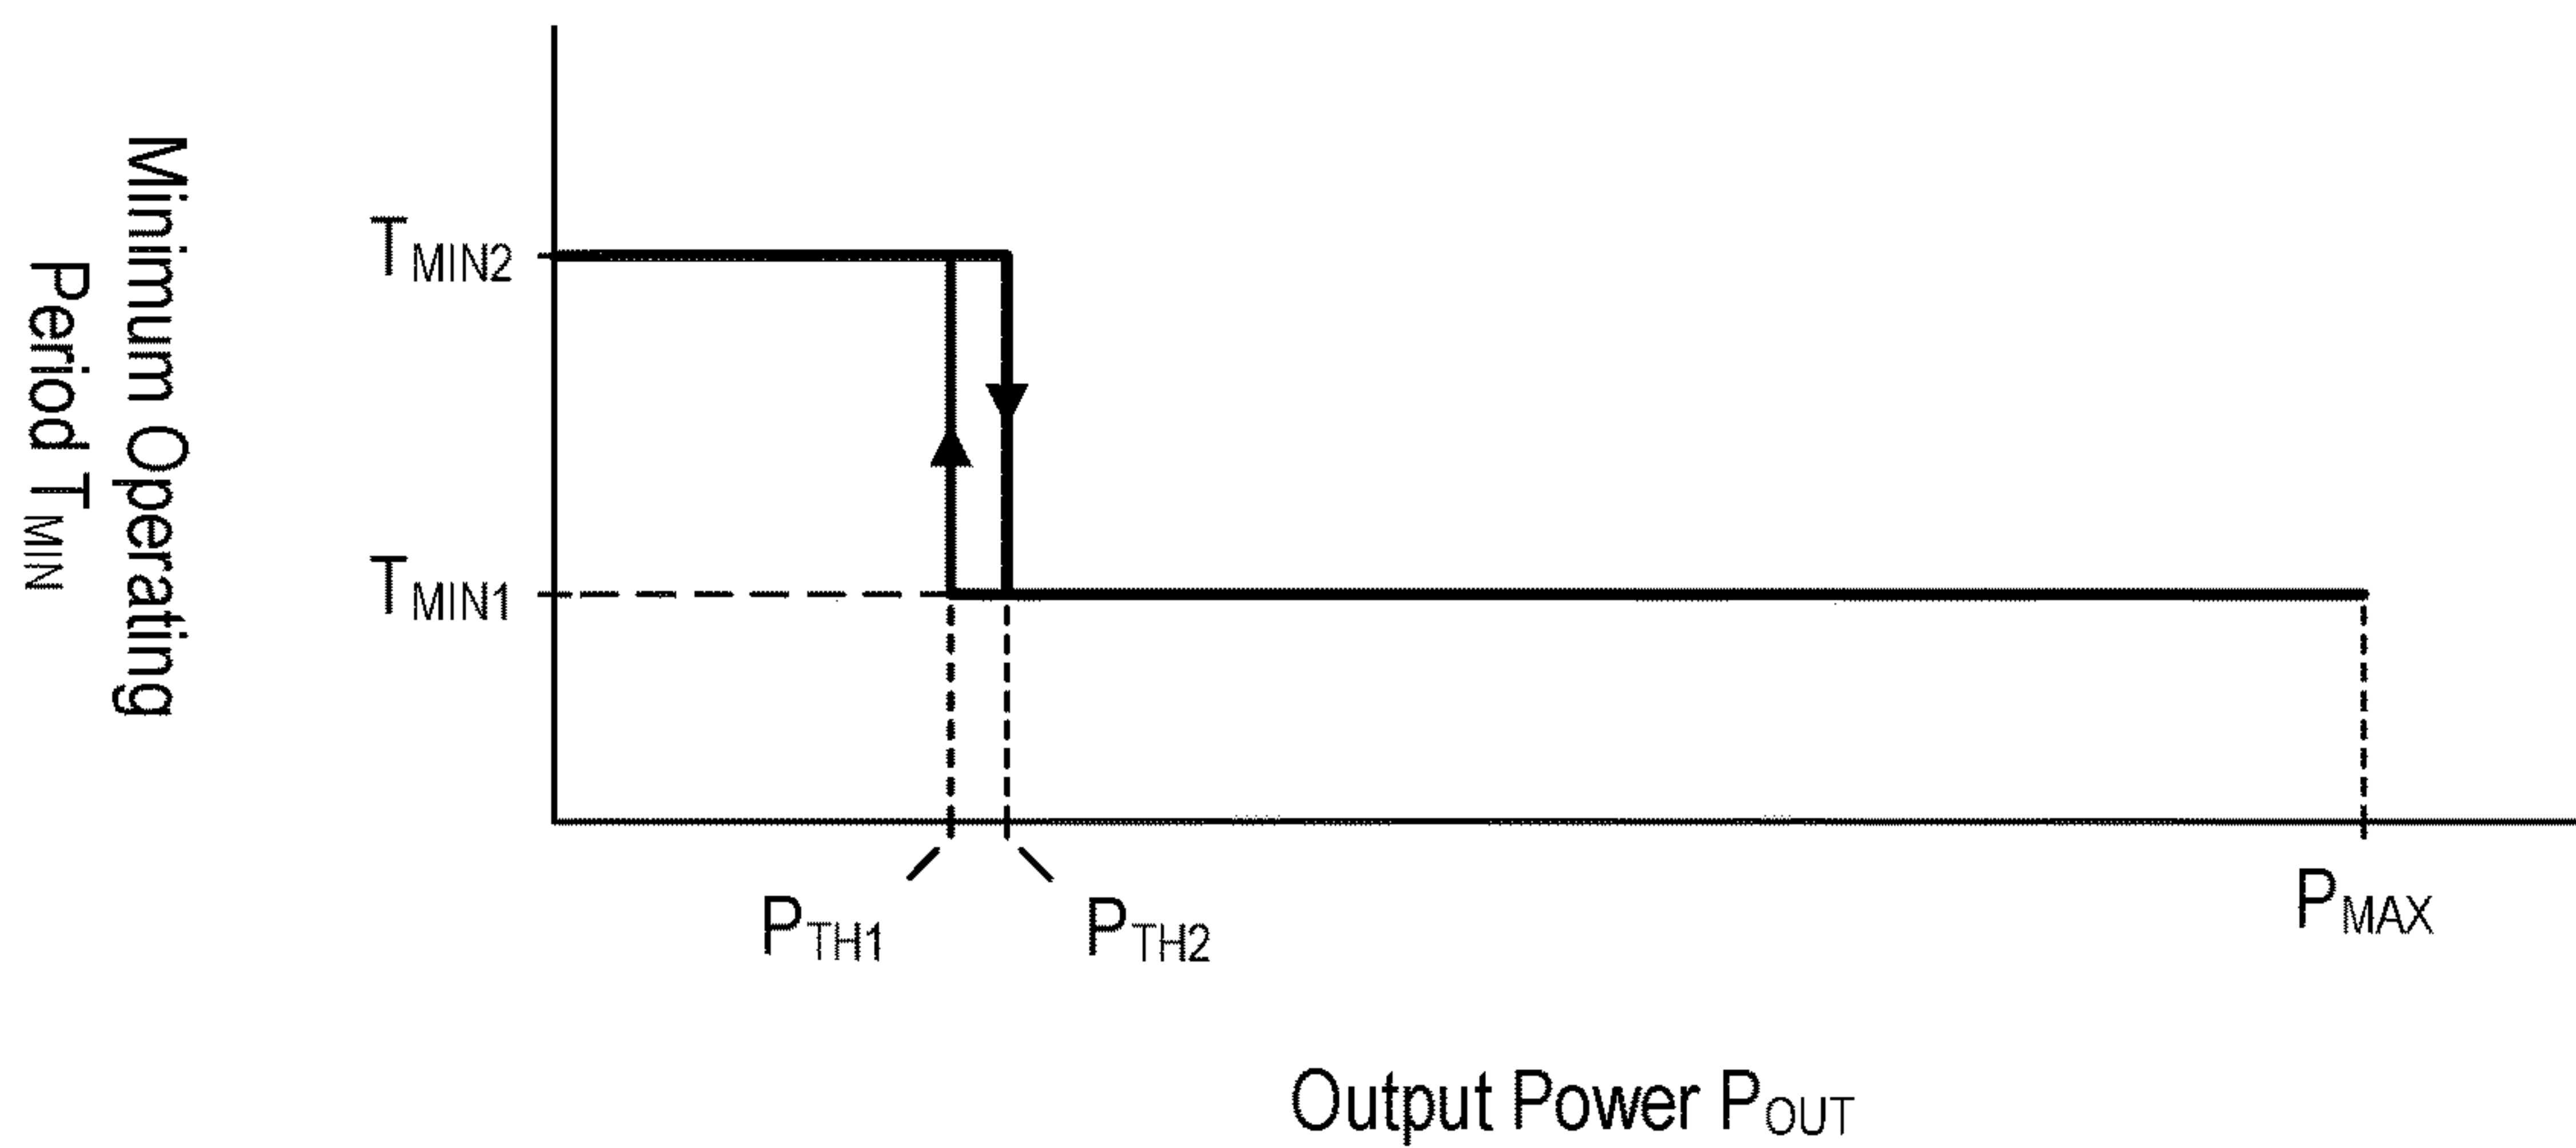 Minimum Operating
Period TMIN
TMIN2
TMIN1
PTH1
PTH2
PMAX
Output Power POUT